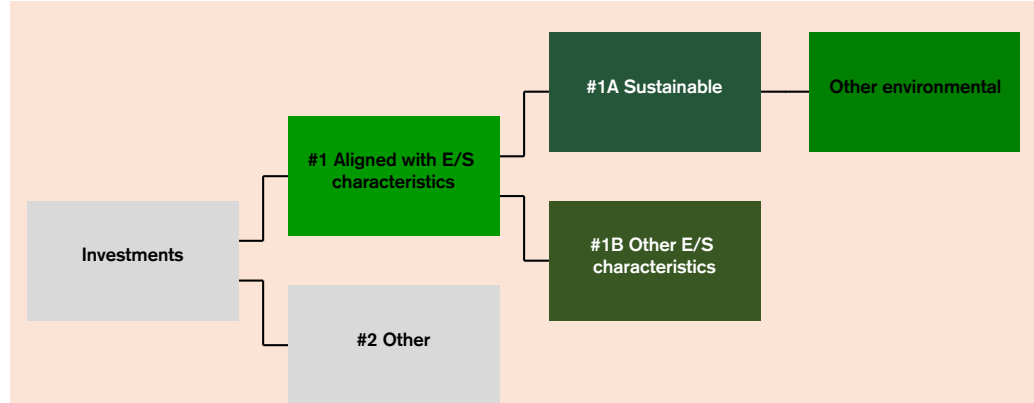 Investments
#1 Aligned with E/S
characteristics
#2 Other
#1A Sustainable
#1B Other E/S
characteristics
Other environmental